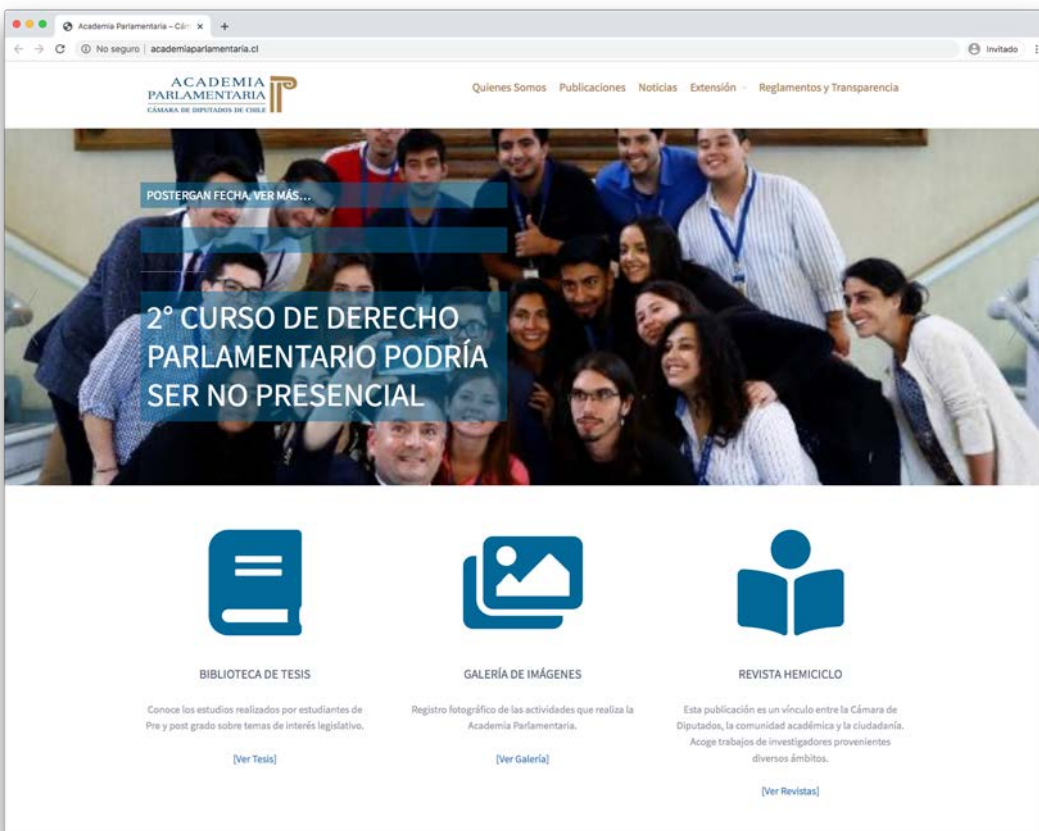 Academia Parlamentaria – Cám
No seguro | academiaparlamentaria.cl
Invitado
ACADEMIA
PARLAMENTARIA
CÁMARA DE DIPUTADOS DE CHILE
Quienes Somos Publicaciones Noticias Extensión Reglamentos y Transparencia
POSTERGAN FECHA. VER MÁS...
2° CURSO DE DERECHO
PARLAMENTARIO PODRÍA
SER NO PRESENCIAL
BIBLIOTECA DE TESIS
Conoce los estudios realizados por estudiantes de
Pre y post grado sobre temas de interés legislativo.
[Ver Tesis]
GALERÍA DE IMÁGENES
Registro fotográfico de las actividades que realiza la
Academia Parlamentaria.
[Ver Galería]
REVISTA HEMICICLO
Esta publicación es un vínculo entre la Cámara de
Diputados, la comunidad académica y la ciudadanía.
Acoge trabajos de investigadores provenientes
diversos ámbitos.
[Ver Revistas]